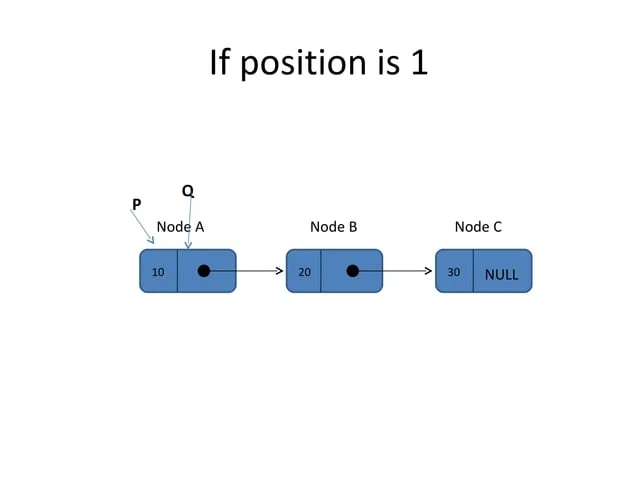 If position is 1
P
Q
Node A
Node B
Node C
10
20
30
NULL